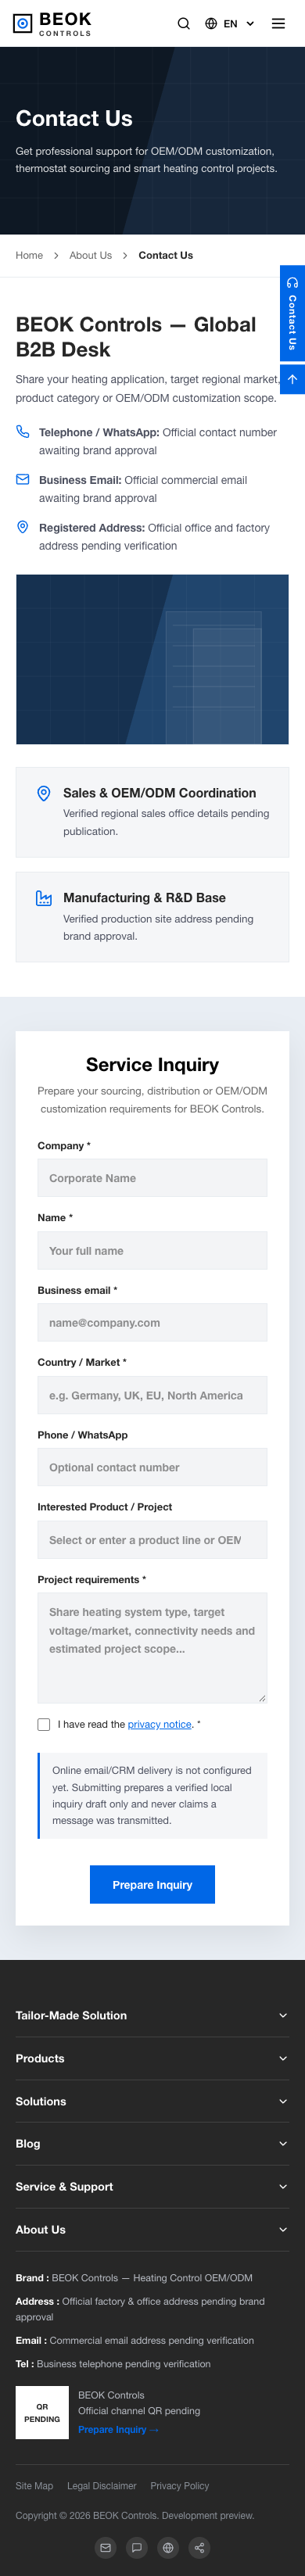 BEOK
CONTROLS
EN
Contact Us
Get professional support for OEM/ODM customization,
thermostat sourcing and smart heating control projects.
Home > About Us > Contact Us
Contact Us
BEOK Controls — Global
B2B Desk
Share your heating application, target regional market,
product category or OEM/ODM customization scope.
Telephone / WhatsApp: Official contact number
awaiting brand approval
Business Email: Official commercial email
awaiting brand approval
Registered Address: Official office and factory
address pending verification
Sales & OEM/ODM Coordination
Verified regional sales office details pending
publication.
Manufacturing & R&D Base
Verified production site address pending
brand approval.
Service Inquiry
Prepare your sourcing, distribution or OEM/ODM
customization requirements for BEOK Controls.
Company *
Corporate Name
Name *
Your full name
Business email *
name@company.com
Country / Market *
e.g. Germany, UK, EU, North America
Phone / WhatsApp
Optional contact number
Interested Product / Project
Select or enter a product line or OEM
Project requirements *
Share heating system type, target
voltage/market, connectivity needs and
estimated project scope...
I have read the privacy notice. *
Online email/CRM delivery is not configured
yet. Submitting prepares a verified local
inquiry draft only and never claims a
message was transmitted.
Prepare Inquiry
Tailor-Made Solution
Products
Solutions
Blog
Service & Support
About Us
Brand : BEOK Controls — Heating Control OEM/ODM
Address : Official factory & office address pending brand
approval
Email : Commercial email address pending verification
Tel : Business telephone pending verification
QR
PENDING
BEOK Controls
Official channel QR pending
Prepare Inquiry →
Site Map Legal Disclaimer Privacy Policy
Copyright © 2026 BEOK Controls. Development preview.